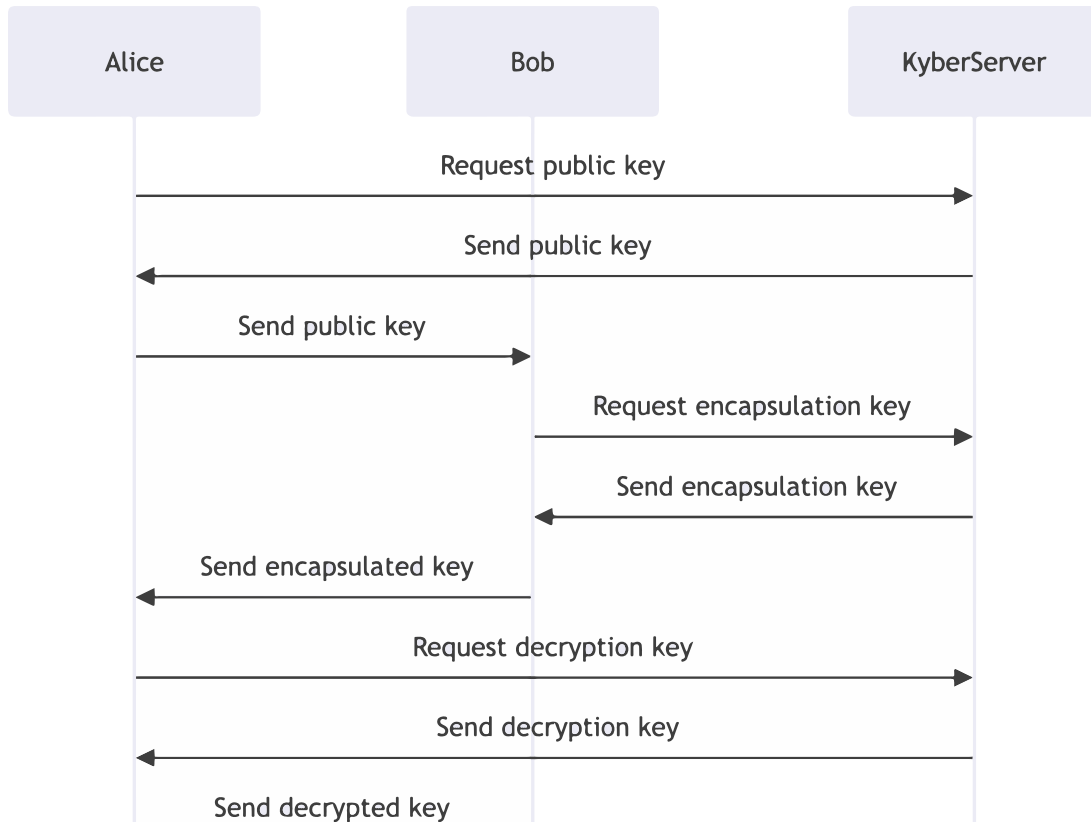 Alice
Bob
KyberServer
Request public key
Send public key
Send public key
Request encapsulation key
Send encapsulation key
Send encapsulated key
Request decryption key
Send decryption key
Send decrypted key